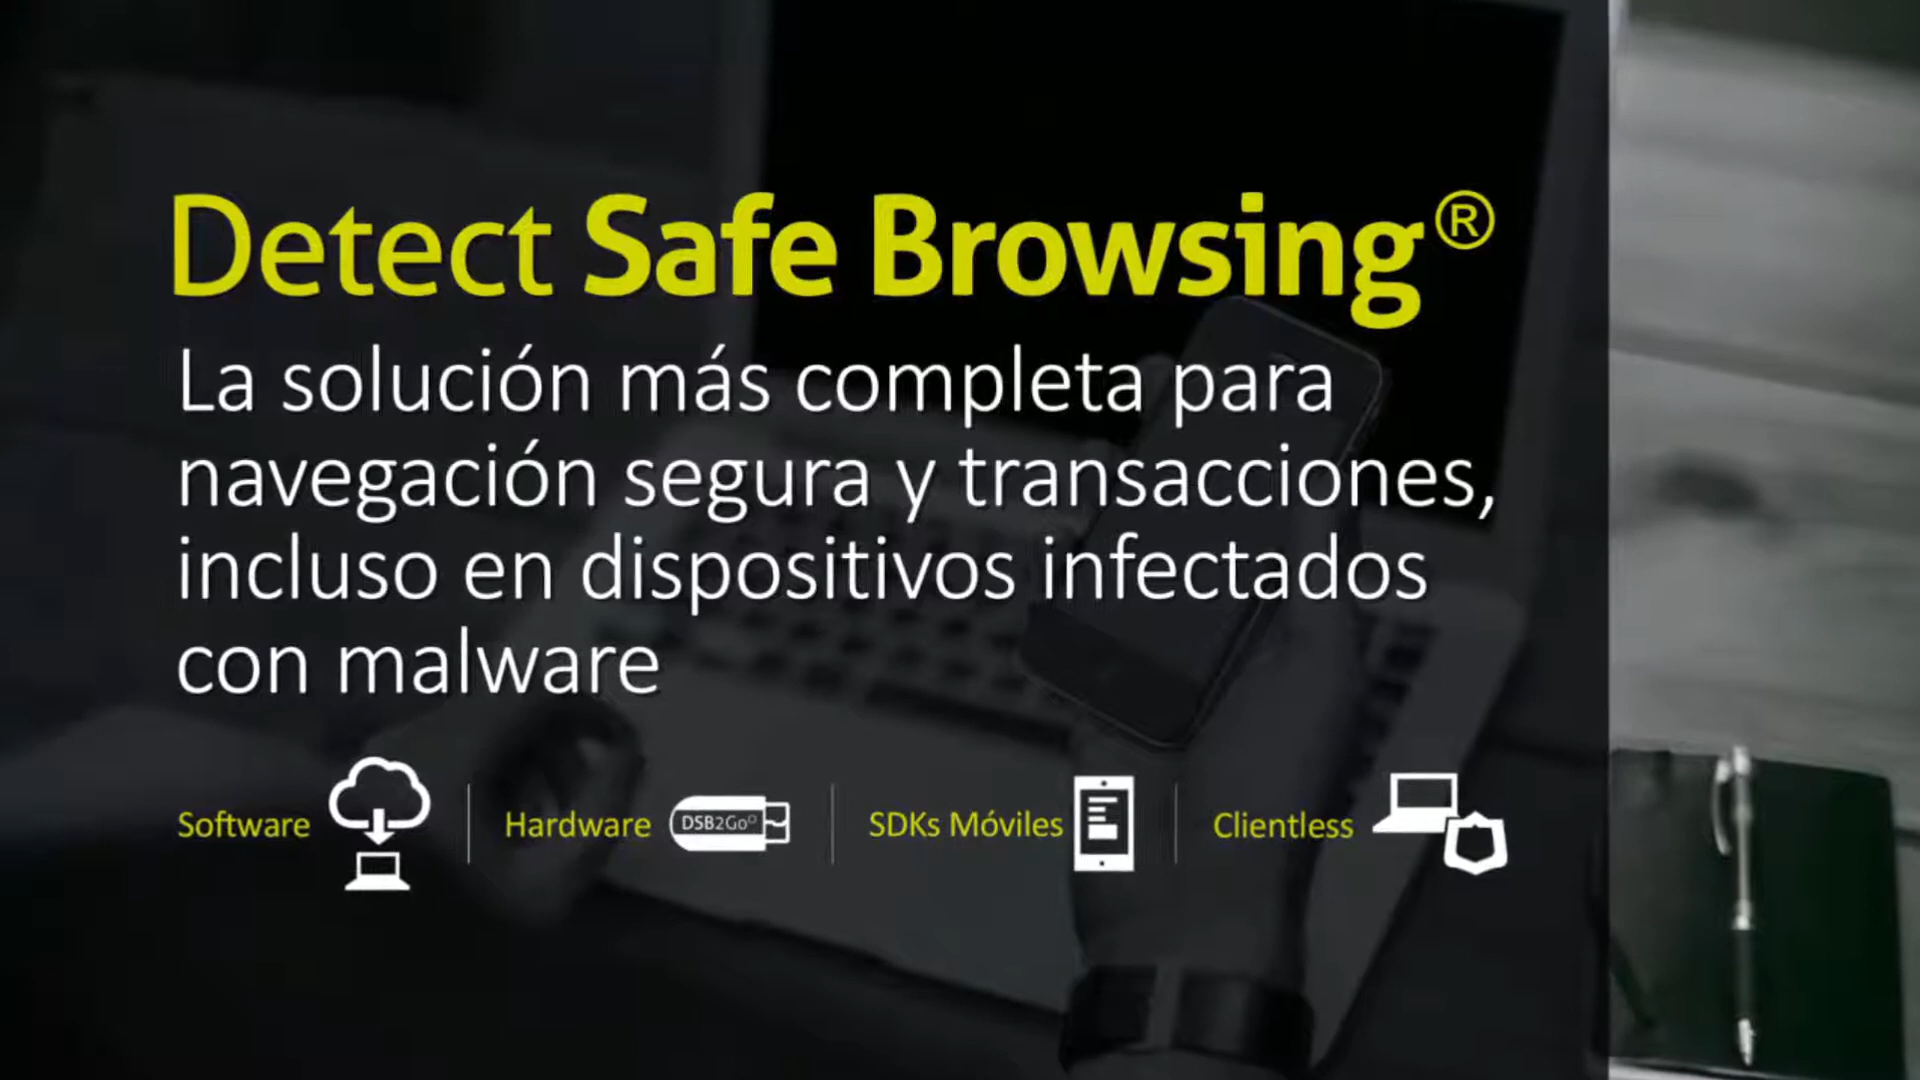 Detect Safe Browsing®
La solución más completa para
navegación segura y transacciones,
incluso en dispositivos infectados
con malware
Software
Hardware
DSB2Go
SDKs Móviles
Clientless